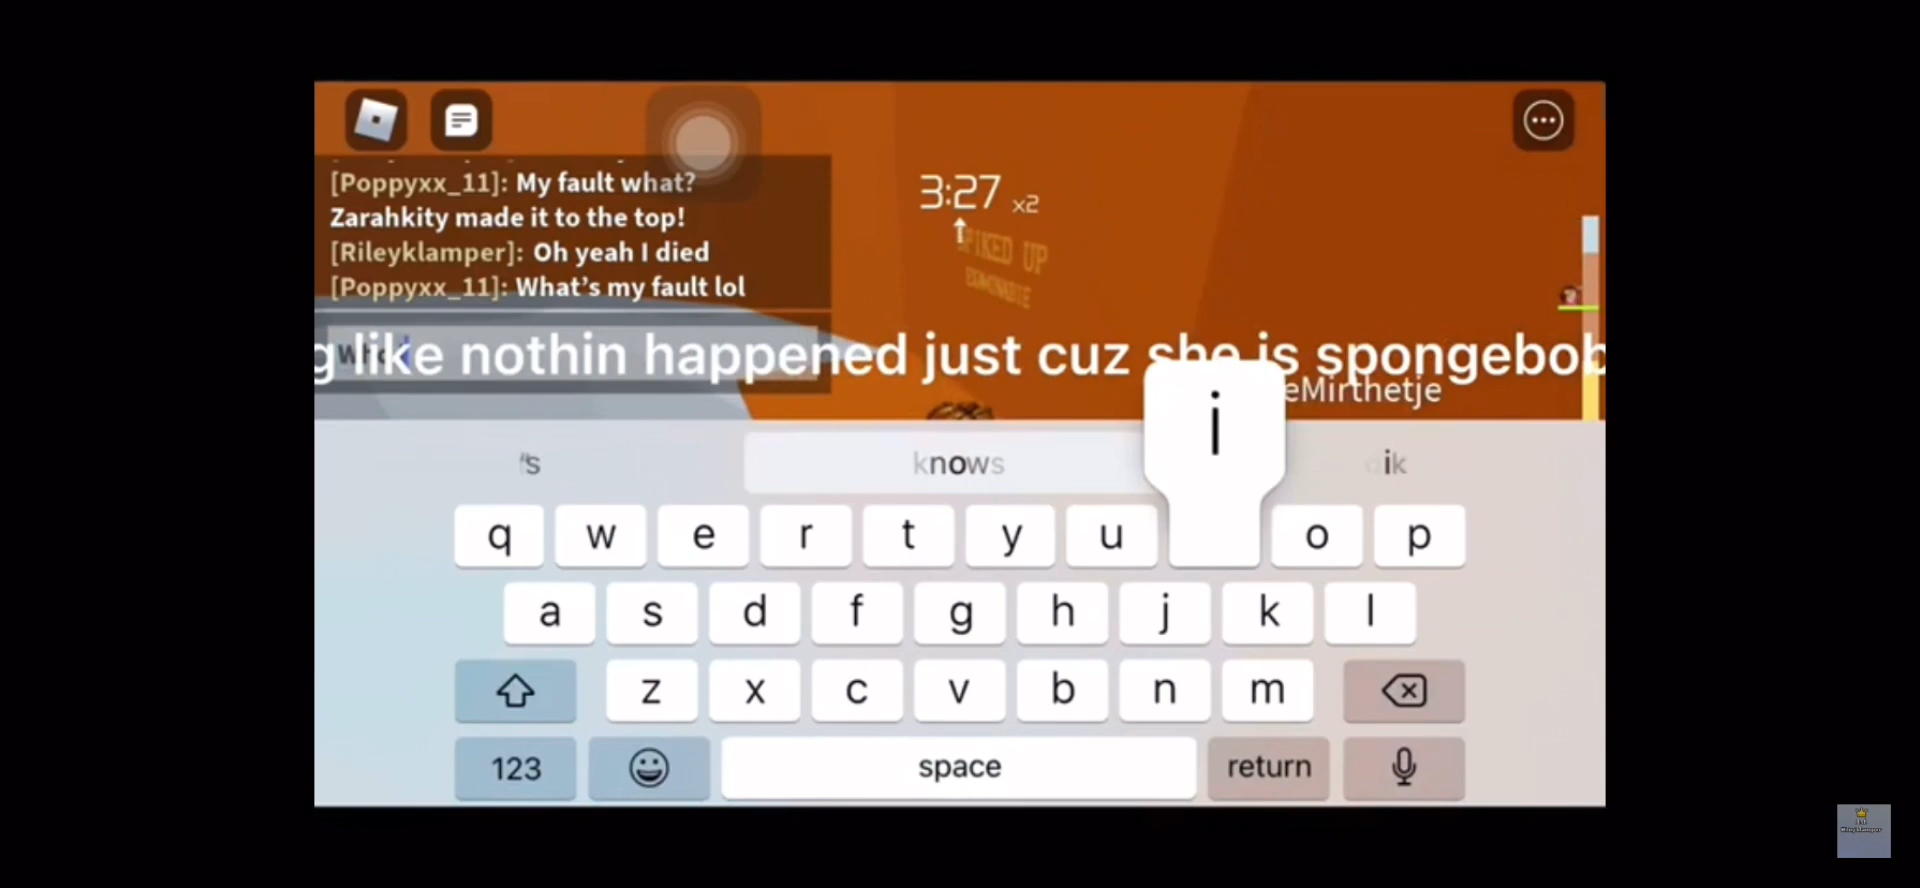 [Poppyxx_11]: My fault what?
Zarahkity made it to the top!
[Rileyklamper]: Oh yeah I died
[Poppyxx_11]: What's my fault lol
3:27 x2
UP
g like nothin happened just cuz she is spongebob
eMirthetje
i
knows
ik
q w e r t y u o p
a s d f g h j k l
z x c v b n m
123 space return